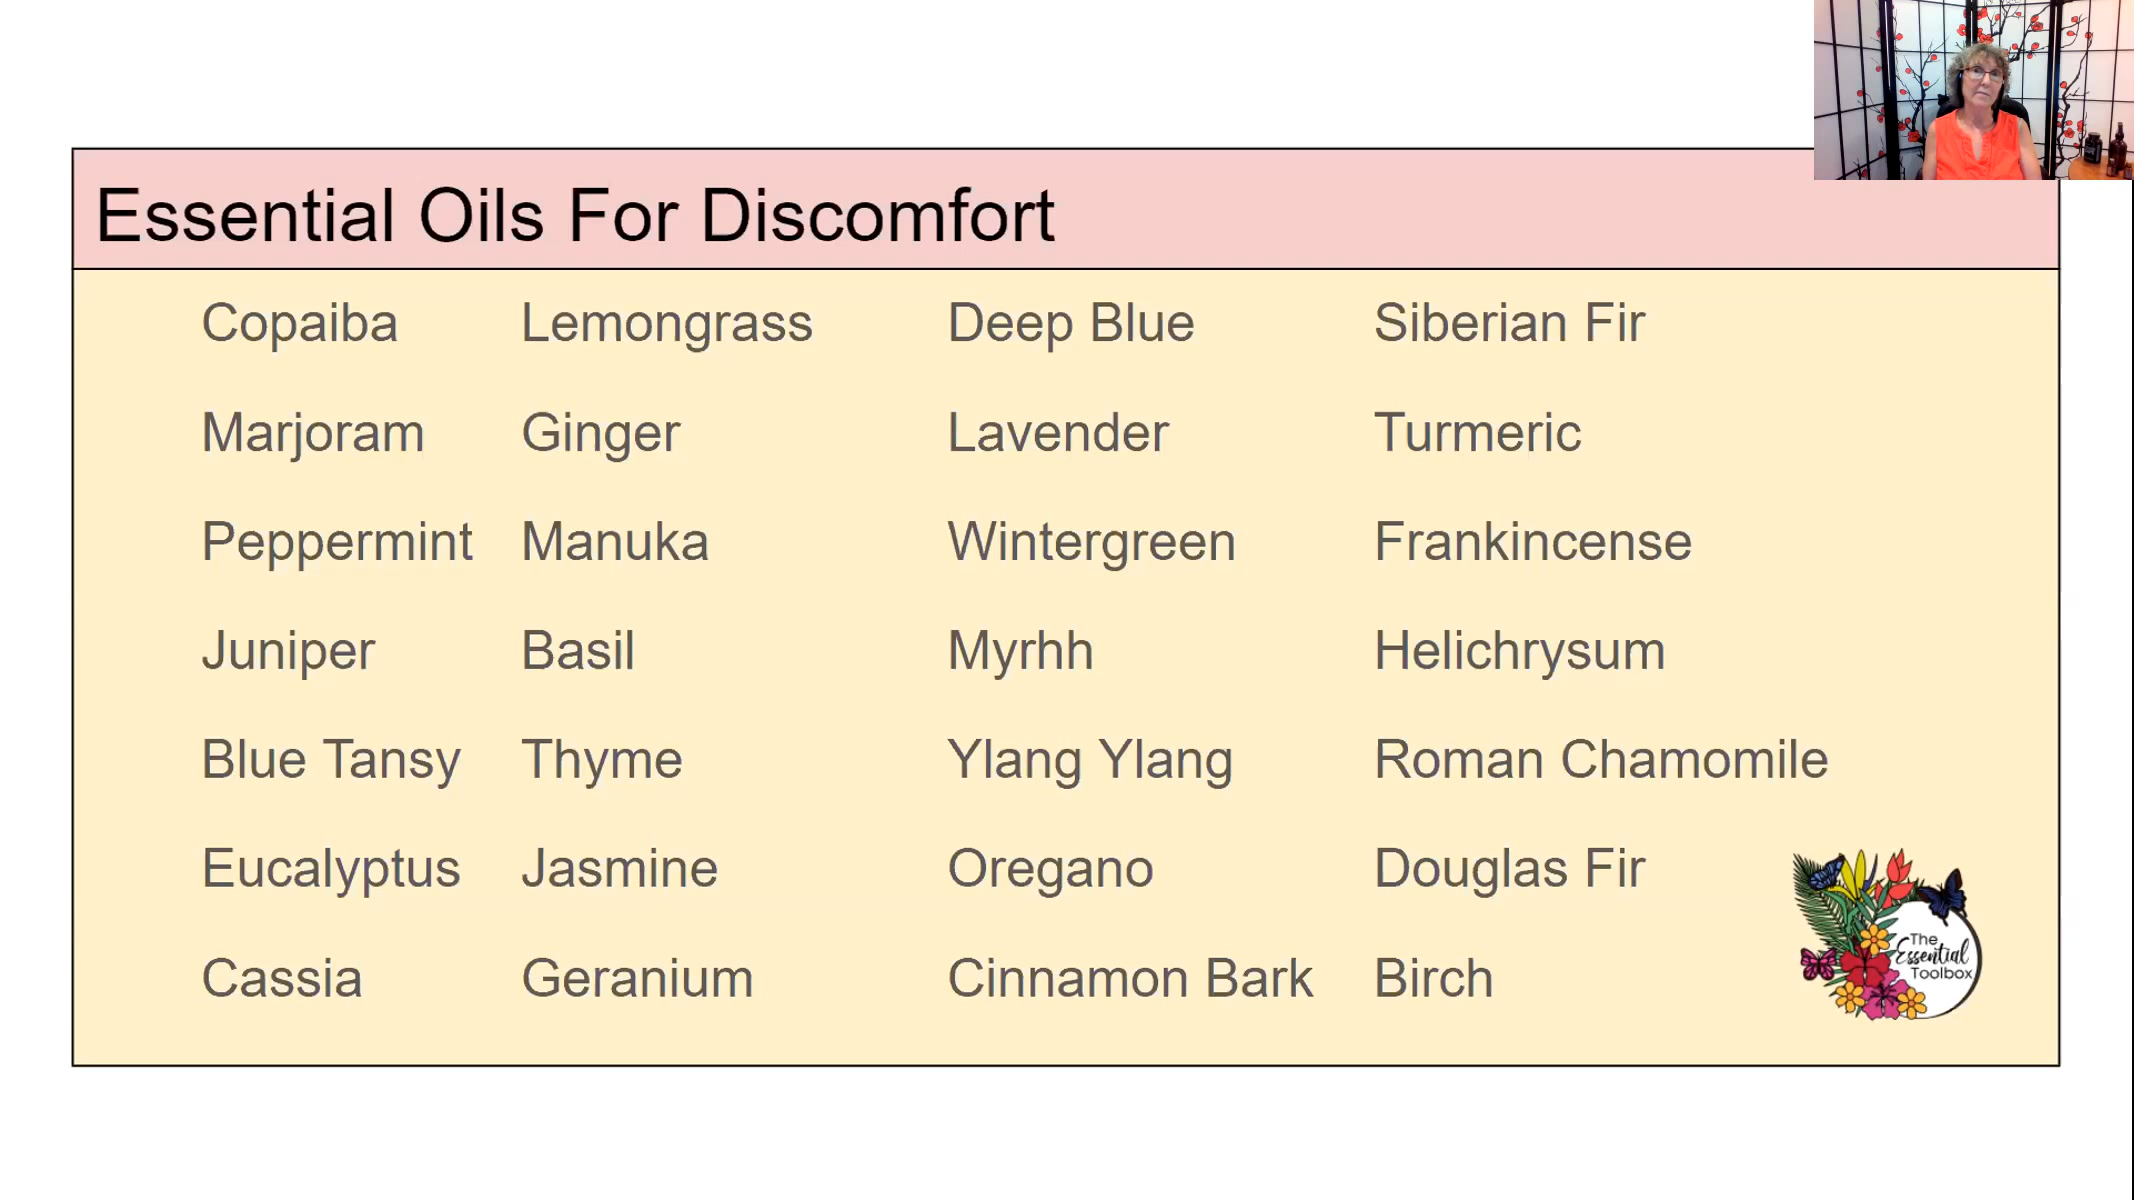 Essential Oils For Discomfort
Copaiba Lemongrass Deep Blue Siberian Fir
Marjoram Ginger Lavender Turmeric
Peppermint Manuka Wintergreen Frankincense
Juniper Basil Myrhh Helichrysum
Blue Tansy Thyme Ylang Ylang Roman Chamomile
Eucalyptus Jasmine Oregano Douglas Fir
Cassia Geranium Cinnamon Bark Birch
The
Essential
Toolbox